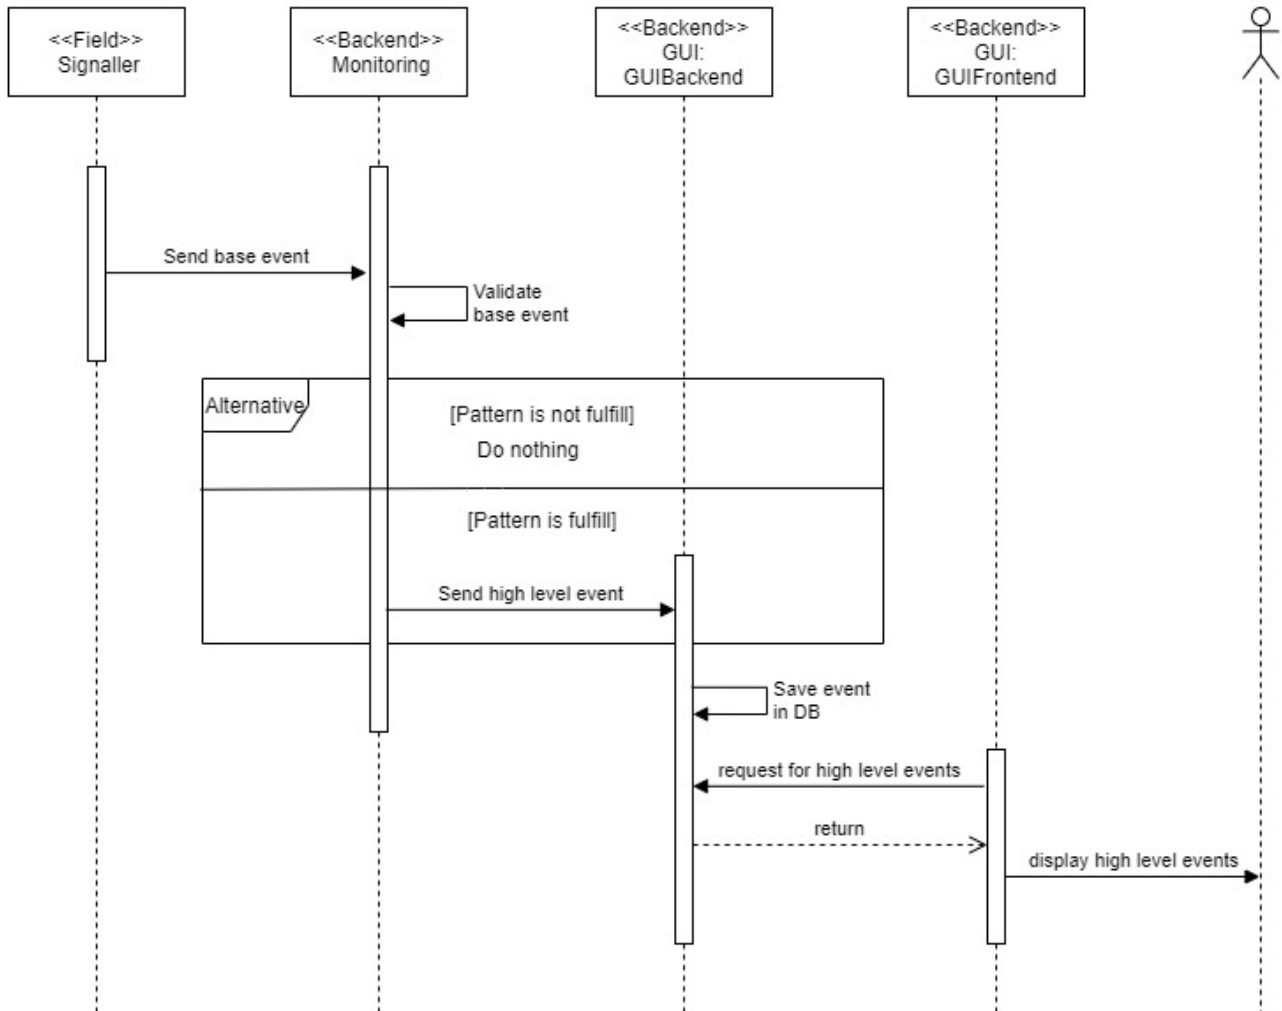 <<Field>>
Signaller
<<Backend>>
Monitoring
<<Backend>>
GUI:
GUIBackend
<<Backend>>
GUI:
GUIFrontend
Send base event
Validate
base event
Alternative
[Pattern is not fulfill]
Do nothing
[Pattern is fulfill]
Send high level event
Save event
in DB
request for high level events
return
display high level events